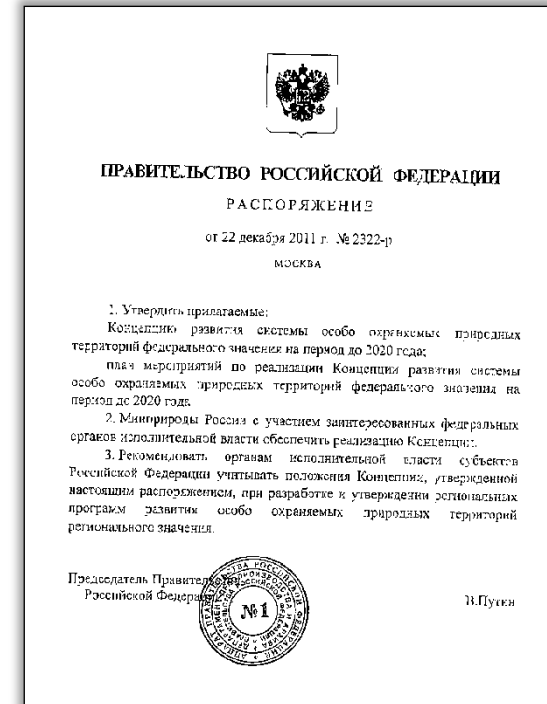 ПРАВИТЕЛЬСТВО РОССИЙСКОЙ ФЕДЕРАЦИИ
РАСПОРЯЖЕНИЕ
от 22 декабря 2011 г. № 2322-р
МОСКВА
1. Утвердить прилагаемые:
Концепцию развития системы особо охраняемых природных
территорий федерального значения на период до 2020 года;
план мероприятий по реализации Концепции развития системы
особо охраняемых природных территорий федерального значения на
период до 2020 года.
2. Минприроды России с участием заинтересованных федеральных
органов исполнительной власти обеспечить реализацию Концепции.
3. Рекомендовать органам исполнительной власти субъектов
Российской Федерации учитывать положения Концепции, утвержденной
настоящим распоряжением, при разработке и утверждении региональных
программ развития особо охраняемых природных территорий
регионального значения.
Председатель Правительс
Российской Федерац
№ 1
В.Путин